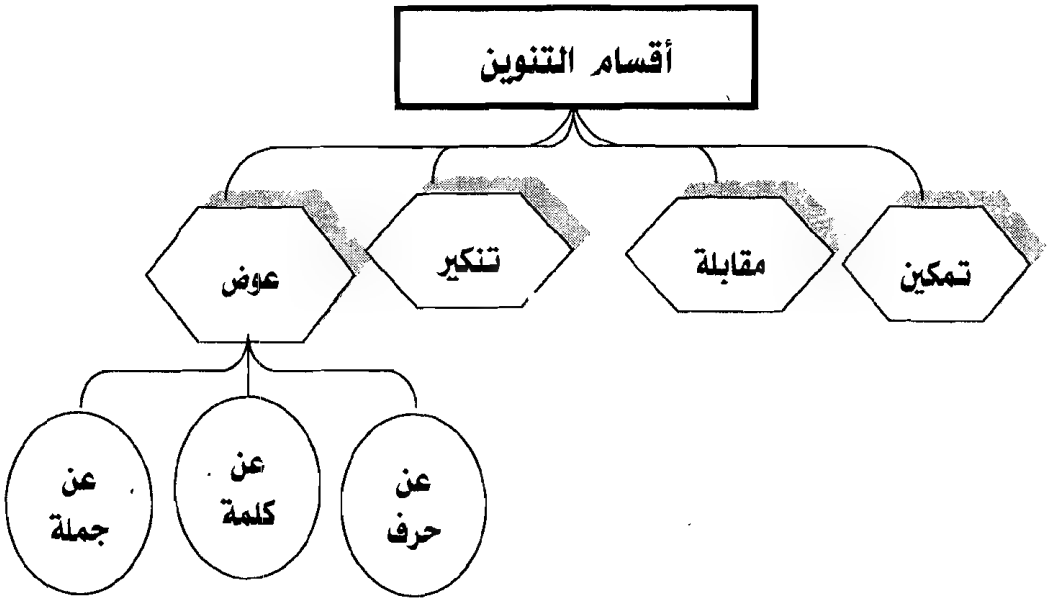 أقسام التنوين
تمكين
مقابلة
تنكير
عوض
عن
حرف
عن
كلمة
عن
جملة